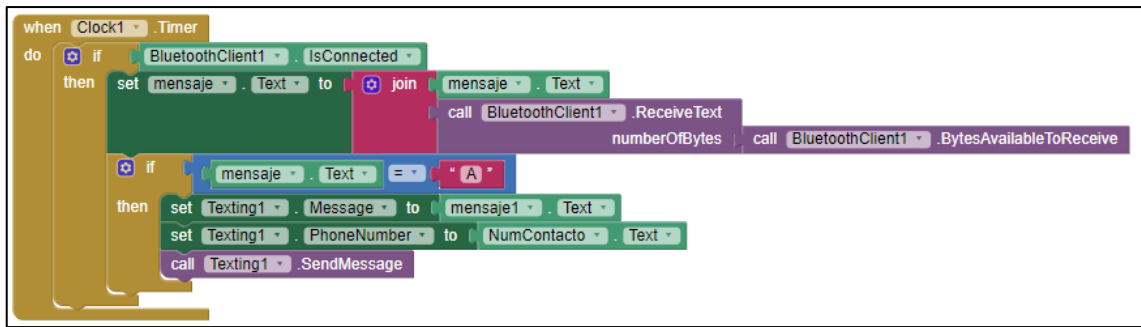 when Clock1 .Timer
do if BluetoothClient1 . IsConnected
then set mensaje . Text to join mensaje . Text
call BluetoothClient1 .ReceiveText
numberOfBytes call BluetoothClient1 .BytesAvailableToReceive
if mensaje . Text = " A "
then set Texting1 . Message to mensaje1 . Text
set Texting1 . PhoneNumber to NumContacto . Text
call Texting1 .SendMessage